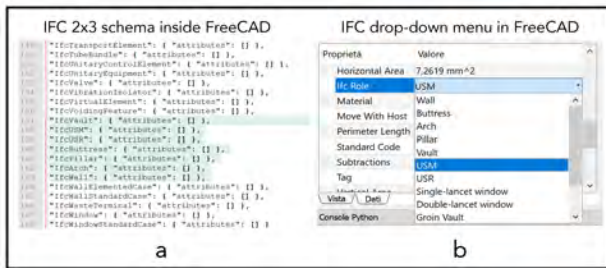 IFC 2x3 schema inside FreeCAD
"IfcTransportElement": { "attributes": [] },
"IfcTubeBundle": { "attributes": [] },
"IfcUnitaryControlElement": { "attributes": [] },
"IfcUnitaryEquipment": { "attributes": [] },
"IfcValve": { "attributes": [] },
"IfcVibrationIsolator": { "attributes": [] },
"IfcVirtualElement": { "attributes": [] },
"IfcVoidingFeature": { "attributes": [] },
"IfcVault": { "attributes": [] },
"IfcUSM": { "attributes": [] },
"IfcUSR": { "attributes": [] },
"IfcButtress": { "attributes": [] },
"IfcPillar": { "attributes": [] },
"IfcArch": { "attributes": [] },
"IfcWall": { "attributes": [] },
"IfcWallElementedCase": { "attributes": [] },
"IfcWallStandardCase": { "attributes": [] },
"IfcWasteTerminal": { "attributes": [] },
"IfcWindow": { "attributes": [] },
"IfcWindowStandardCase": { "attributes": [] }
a
IFC drop-down menu in FreeCAD
Proprietà Valore
Horizontal Area 7.2619 mm^2
Ifc Role USM
Material Wall
Move With Host Buttress
Perimeter Length Arch
Standard Code Pillar
Subtractions Vault
Tag USM
USR
Single-lancet window
Vista Dati Double-lancet window
Console Python Groin Vault
b